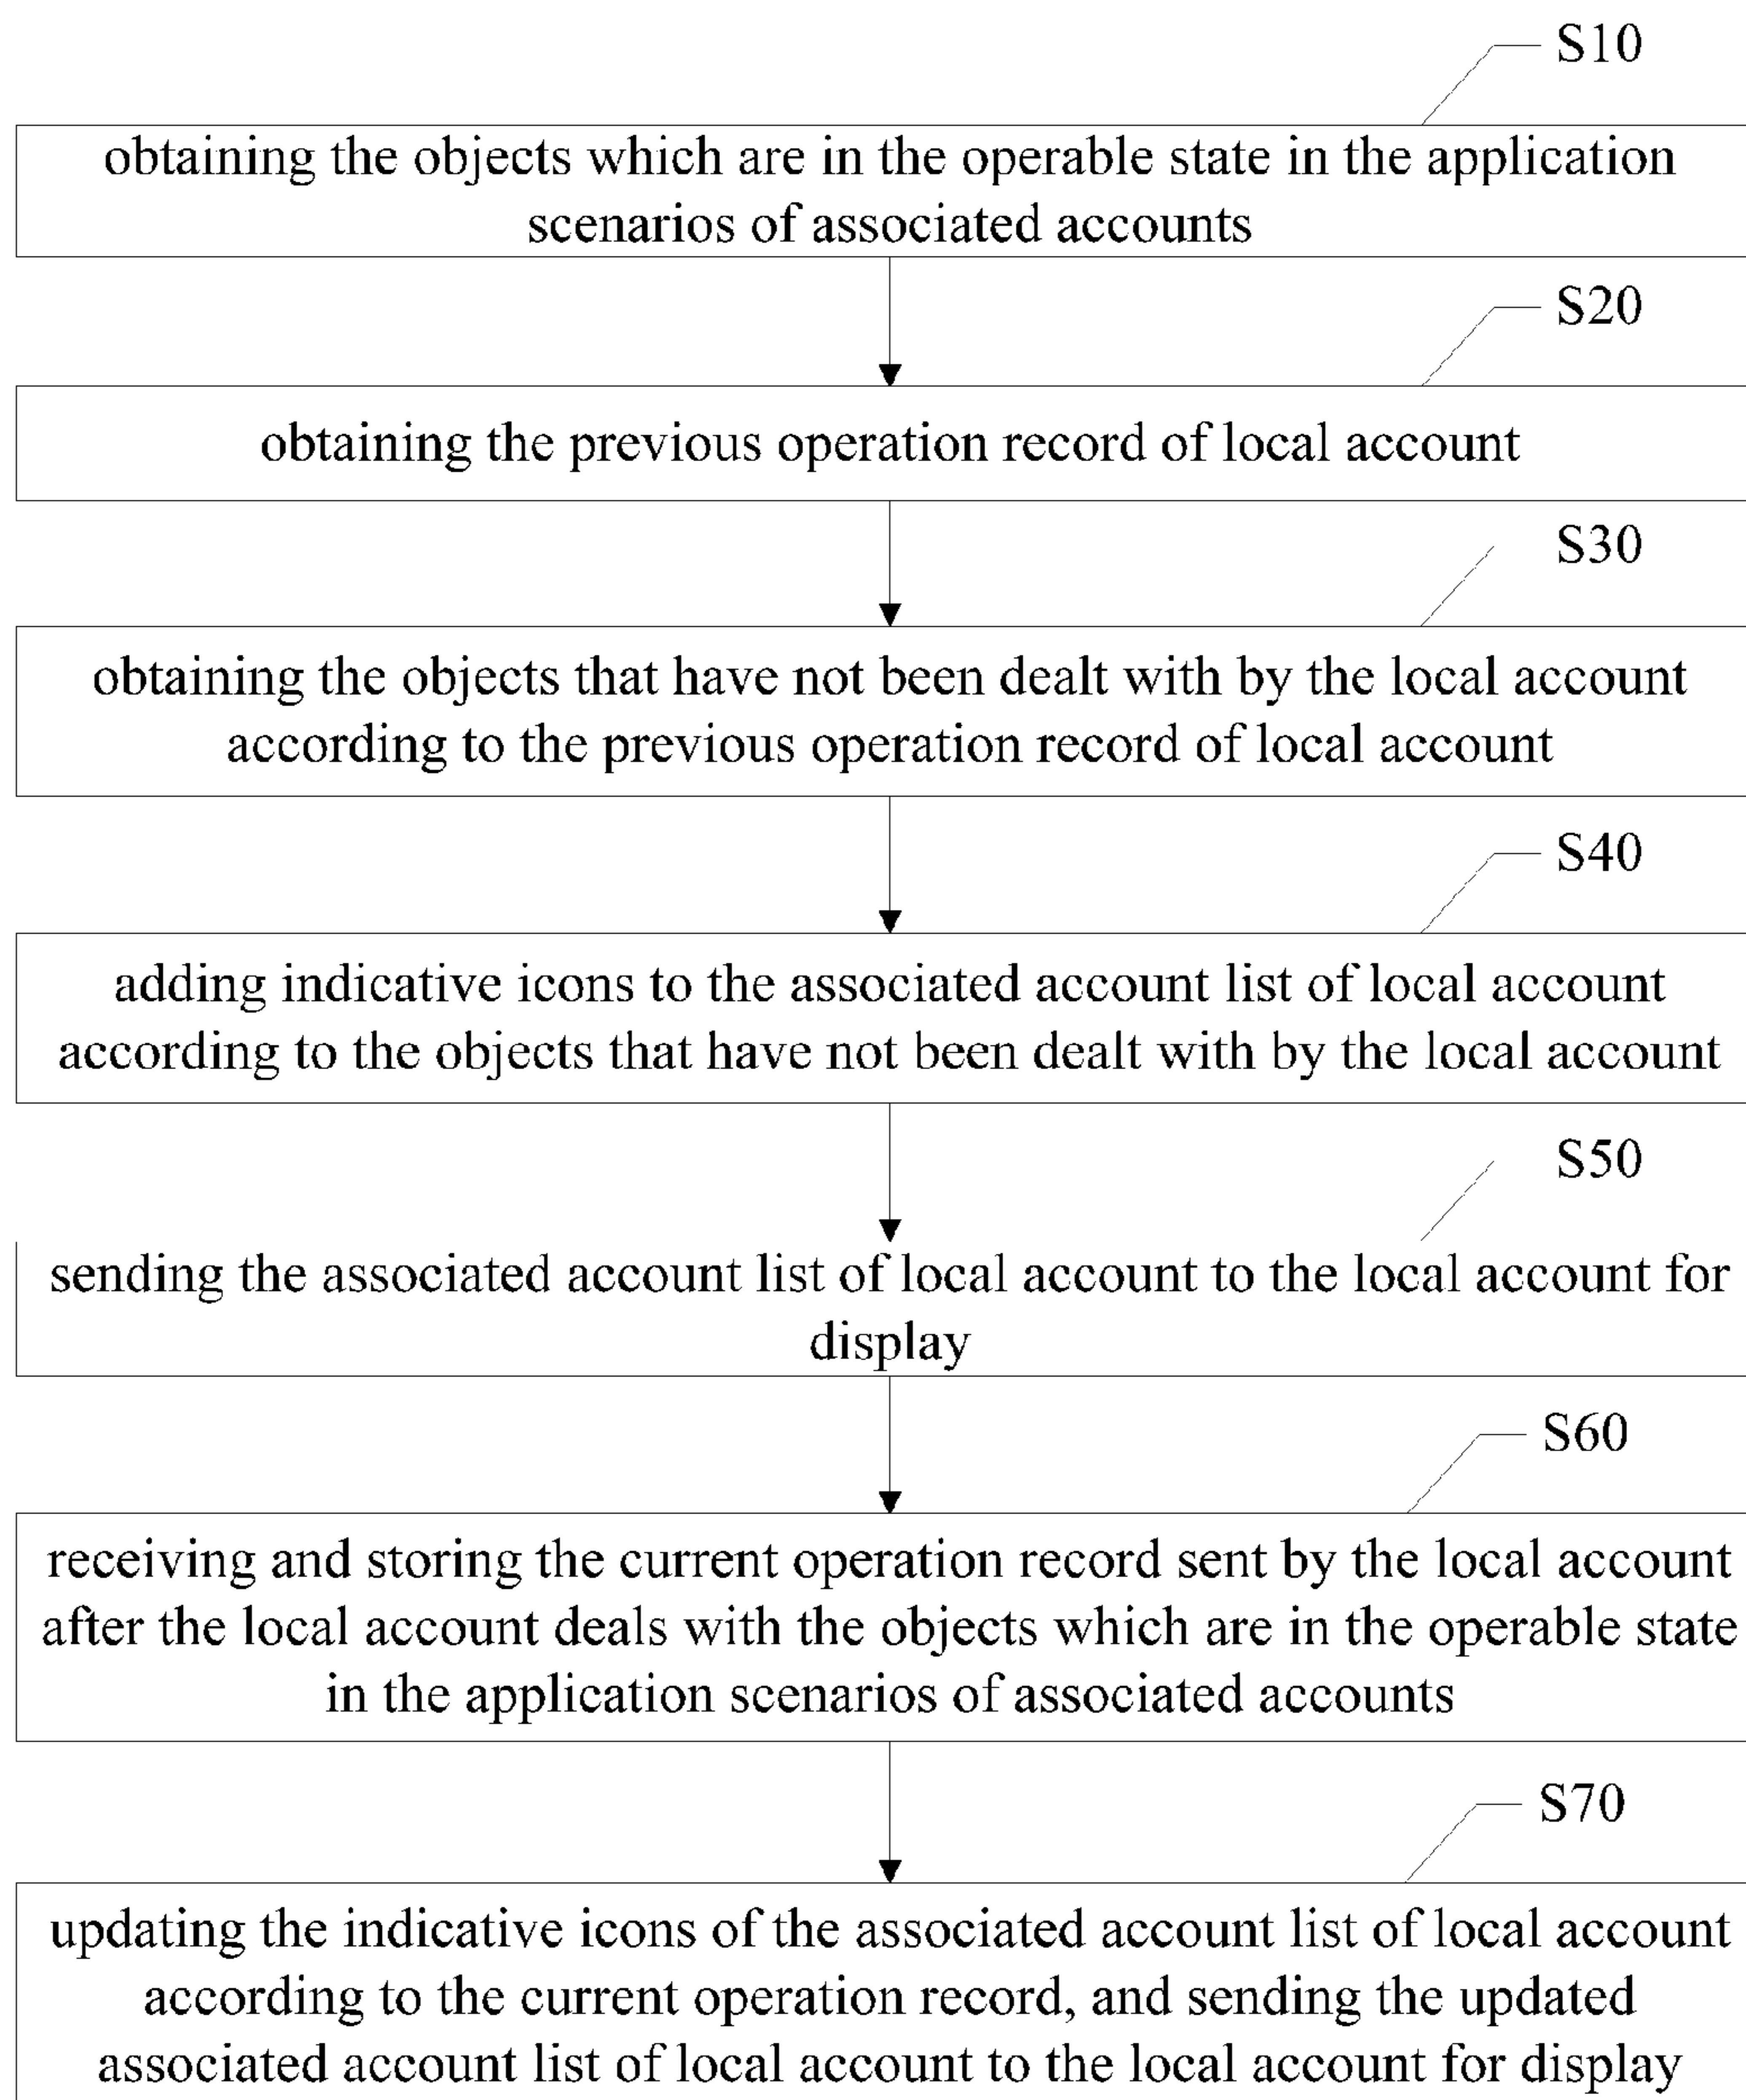 S10
obtaining the objects which are in the operable state in the application
scenarios of associated accounts
S20
obtaining the previous operation record of local account
S30
obtaining the objects that have not been dealt with by the local account
according to the previous operation record of local account
S40
adding indicative icons to the associated account list of local account
according to the objects that have not been dealt with by the local account
S50
sending the associated account list of local account to the local account for
display
S60
receiving and storing the current operation record sent by the local account
after the local account deals with the objects which are in the operable state
in the application scenarios of associated accounts
S70
updating the indicative icons of the associated account list of local account
according to the current operation record, and sending the updated
associated account list of local account to the local account for display